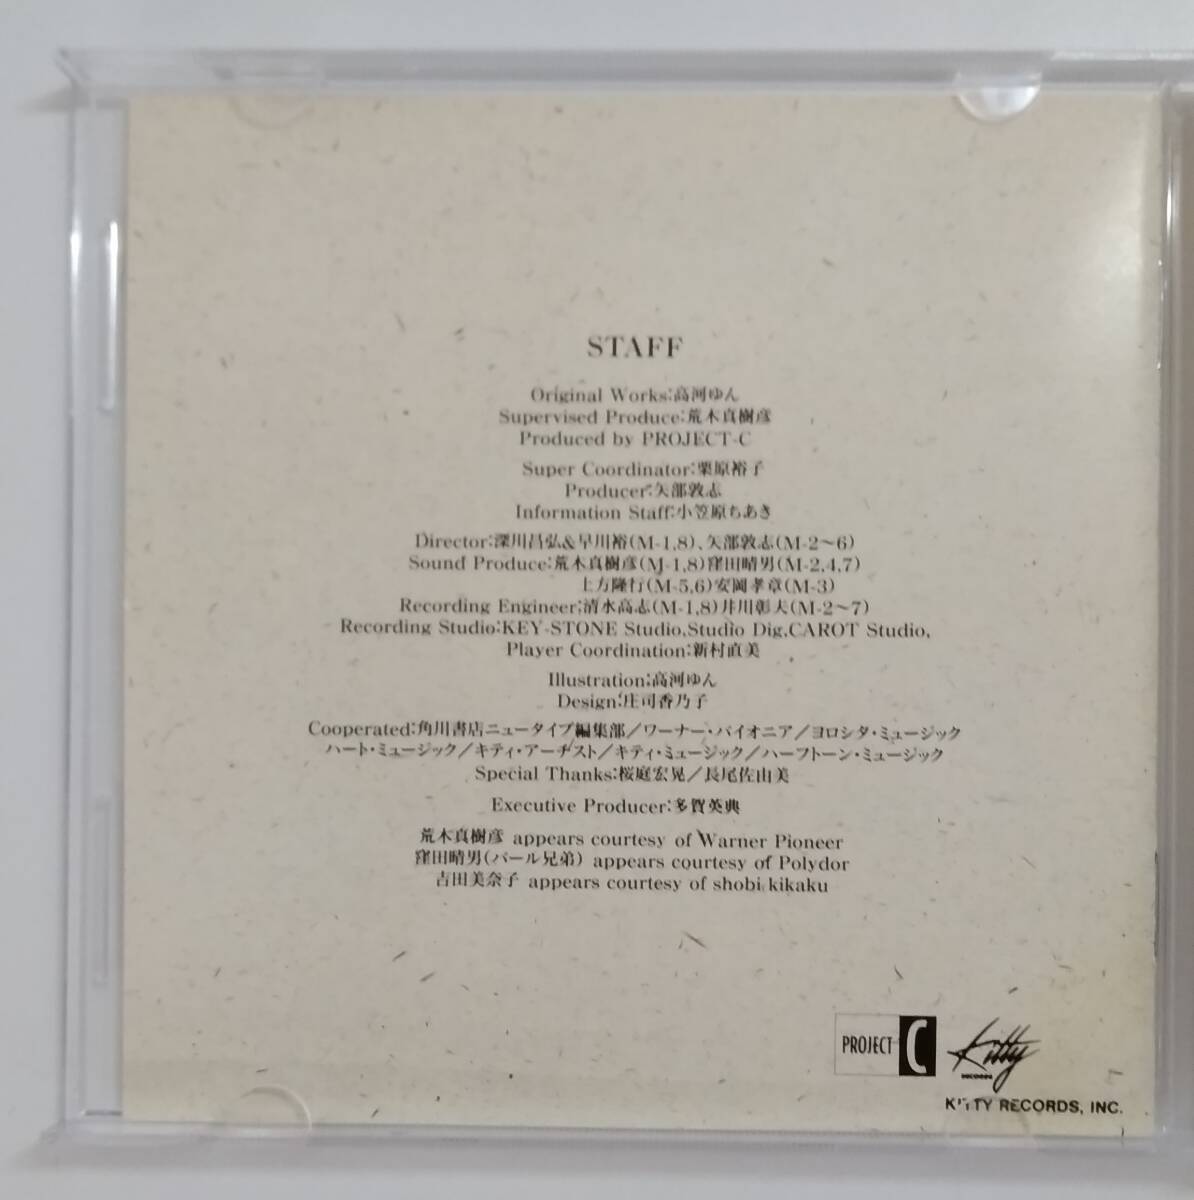 STAFF
Original Works:高河ゆん
Supervised Produce:荒木真樹彦
Produced by PROJECT-C
Super Coordinator:栗原裕子
Producer:矢部敦志
Information Staff:小笠原ちあき
Director:深川昌弘&早川裕(M-1,8)、矢部敦志(M-2～6)
Sound Produce:荒木真樹彦(M-1,8)窪田晴男(M-2,4,7)
土方隆行(M-5,6)安岡孝章(M-3)
Recording Engineer:清水高志(M-1,8)井川彰夫(M-2～7)
Recording Studio:KEY-STONE Studio,Studio Dig,CAROT Studio,
Player Coordination:新村直美
Illustration:高河ゆん
Design:庄司香乃子
Cooperated:角川書店ニュータイプ編集部／ワーナー・パイオニア／ヨロシタ・ミュージック
ハート・ミュージック／キティ・アーチスト／キティ・ミュージック／ハーフトーン・ミュージック
Special Thanks:桜庭宏晃／長尾佐由美
Executive Producer:多賀英典
荒木真樹彦 appears courtesy of Warner Pioneer
窪田晴男(パール兄弟) appears courtesy of Polydor
吉田美奈子 appears courtesy of shobi kikaku
PROJECT C
Kitty
RECORDS
KITTY RECORDS, INC.